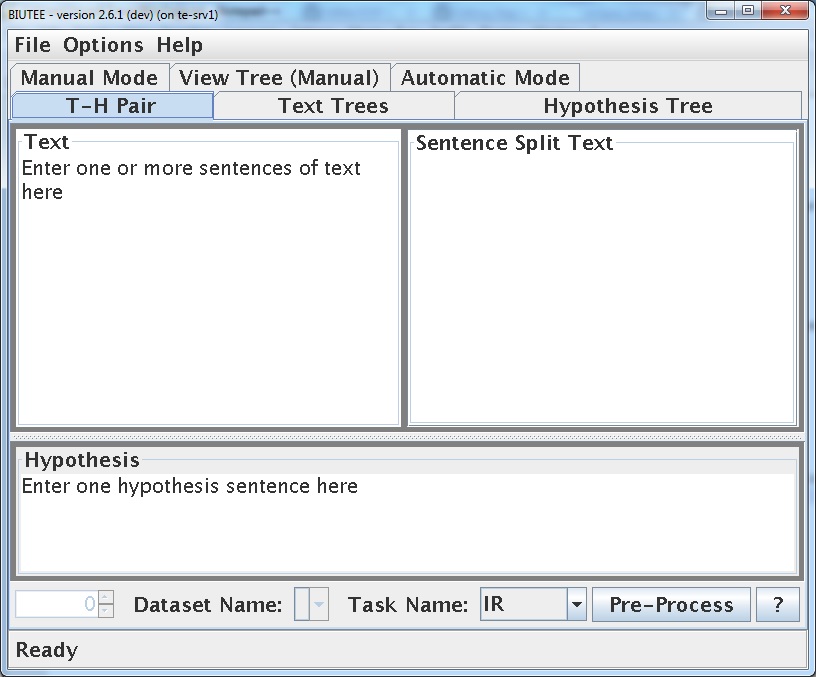 BIUTEE - version 2.6.1 (dev) (on te-srv1)
File Options Help
Manual Mode View Tree (Manual) Automatic Mode
T-H Pair Text Trees Hypothesis Tree
Text
Enter one or more sentences of text
here
Sentence Split Text
Hypothesis
Enter one hypothesis sentence here
0 Dataset Name: Task Name: IR Pre-Process ?
Ready